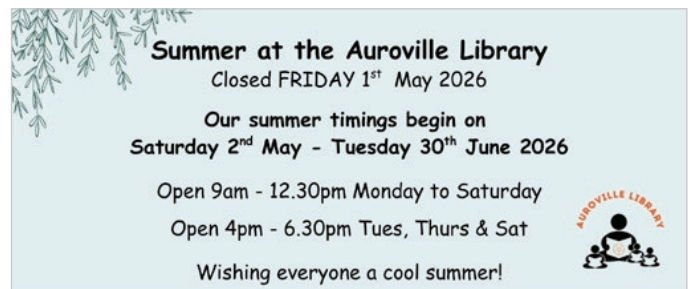 Summer at the Auroville Library
Closed FRIDAY 1st May 2026
Our summer timings begin on
Saturday 2nd May - Tuesday 30th June 2026
Open 9am - 12.30pm Monday to Saturday
Open 4pm - 6.30pm Tues, Thurs & Sat
AUROVILLE LIBRARY
Wishing everyone a cool summer!